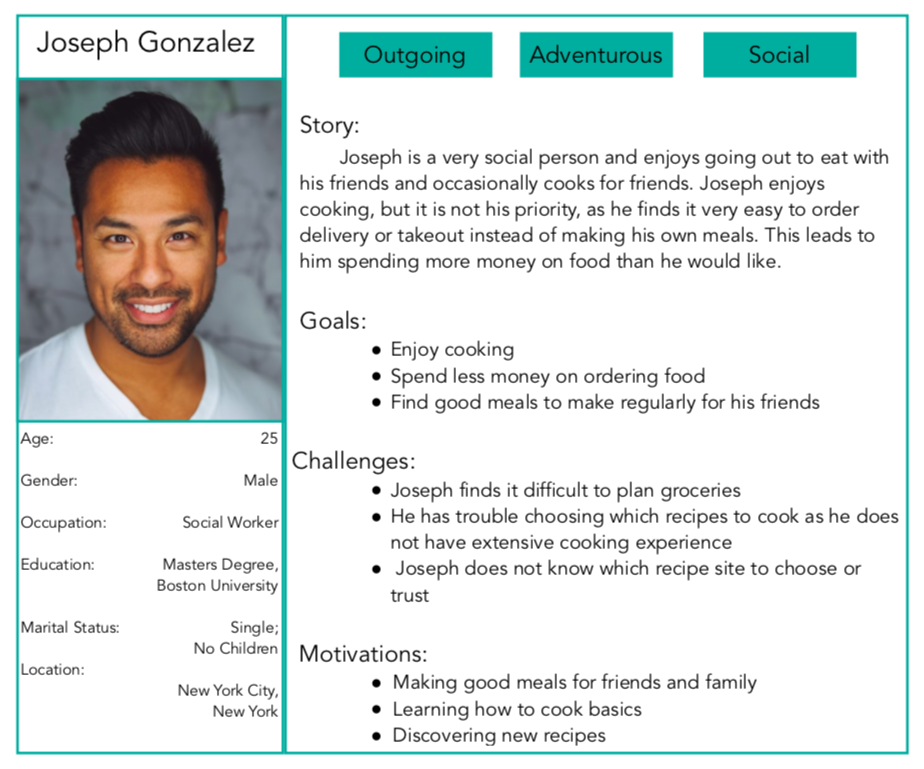 Joseph Gonzalez
Age: 25
Gender: Male
Occupation: Social Worker
Education: Masters Degree,
Boston University
Marital Status: Single;
No Children
Location:
New York City,
New York
Outgoing
Adventurous
Social
Story:
Joseph is a very social person and enjoys going out to eat with
his friends and occasionally cooks for friends. Joseph enjoys
cooking, but it is not his priority, as he finds it very easy to order
delivery or takeout instead of making his own meals. This leads to
him spending more money on food than he would like.
Goals:
● Enjoy cooking
● Spend less money on ordering food
● Find good meals to make regularly for his friends
Challenges:
● Joseph finds it difficult to plan groceries
● He has trouble choosing which recipes to cook as he does
not have extensive cooking experience
● Joseph does not know which recipe site to choose or
trust
Motivations:
● Making good meals for friends and family
● Learning how to cook basics
● Discovering new recipes